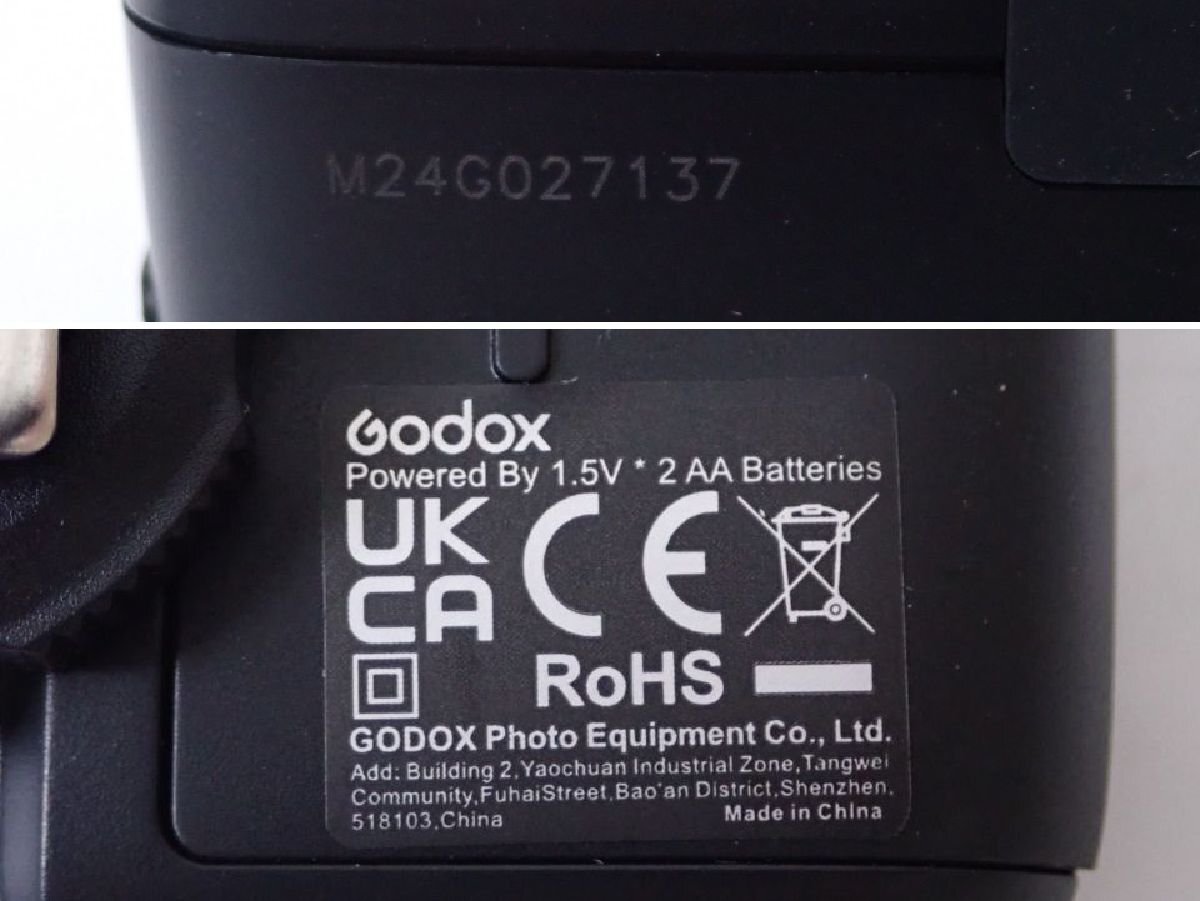 M24G027137
Godox
Powered By 1.5V * 2 AA Batteries
UK
CA
CE
RoHS
GODOX Photo Equipment Co., Ltd.
Add: Building 2,Yaochuan Industrial Zone,Tangwei
Community,FuhaiStreet,Bao'an District,Shenzhen.
518103,China
Made in China